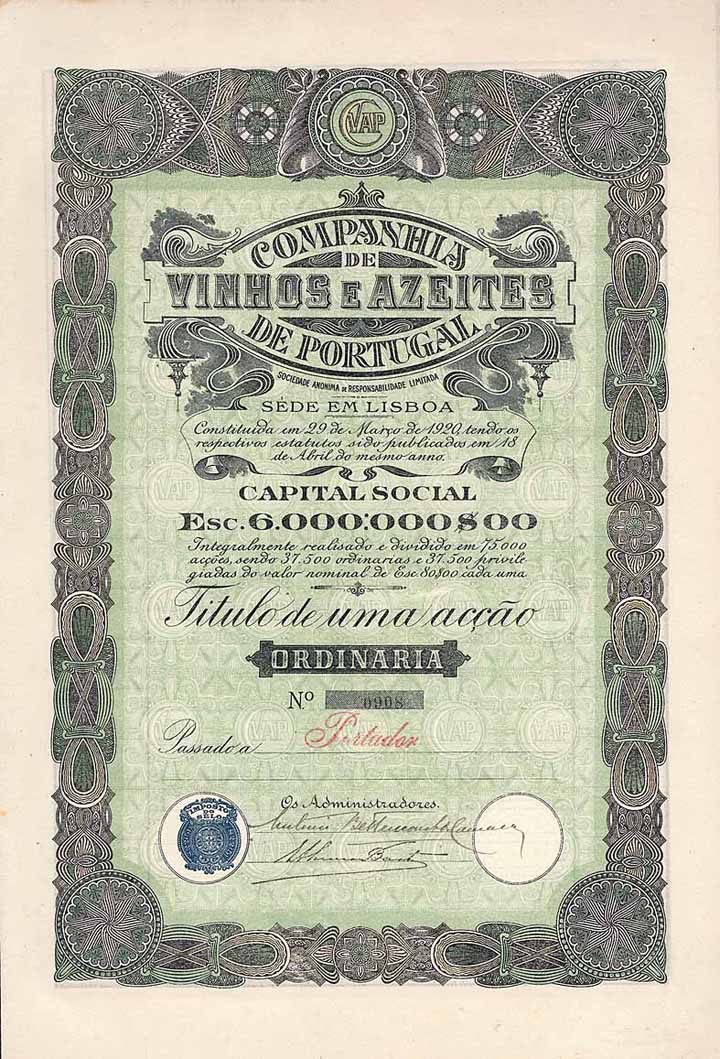 CVAP
COMPANHIA
DE
VINHOS E AZEITES
DE PORTUGAL
SOCIEDADE ANONIMA DE RESPONSABILIDADE LIMITADA
SÉDE EM LISBOA
Constituida em 29 de Março de 1920, tendo os
respectivos estatutos sido publicados em 18
de Abril do mesmo anno.
CAPITAL SOCIAL
ESC. 6.000:000$00
Integralmente realisado e dividido em 75.000
acções, sendo 37.500 ordinarias e 37.500 privile
giadas do valor nominal de Esc 80$00 cada uma
Titulo de uma acção
ORDINARIA
N.º 0908
Passado a Portador
Os Administradores.
IMPOSTO
DO
SELO